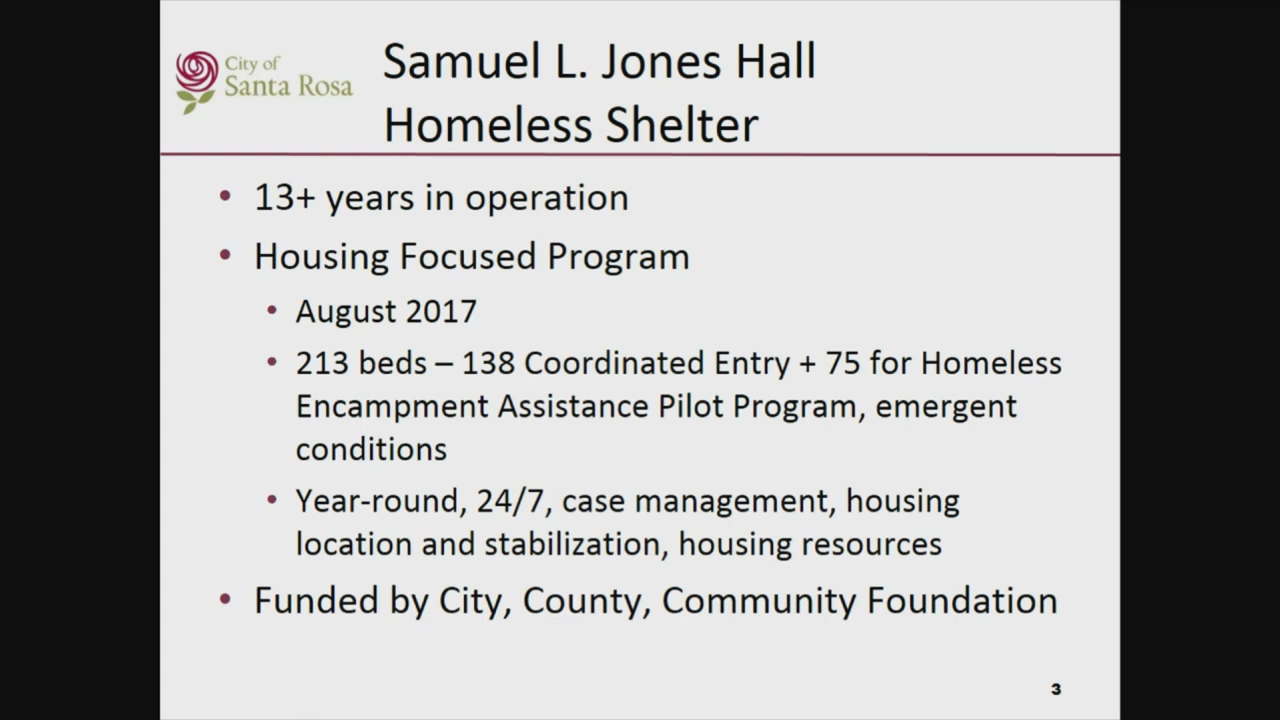 City of
Santa Rosa
Samuel L. Jones Hall
Homeless Shelter
• 13+ years in operation
• Housing Focused Program
• August 2017
• 213 beds – 138 Coordinated Entry + 75 for Homeless
Encampment Assistance Pilot Program, emergent
conditions
• Year-round, 24/7, case management, housing
location and stabilization, housing resources
• Funded by City, County, Community Foundation
3